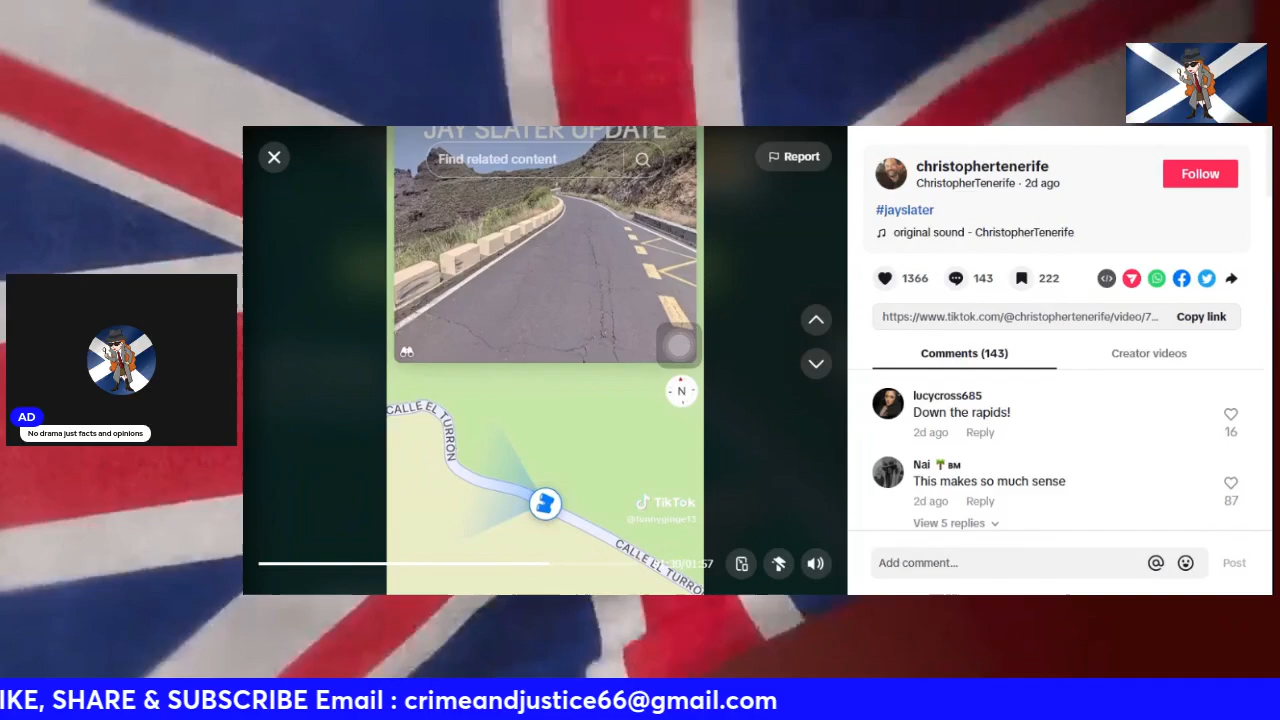 JAY SLATER UPDATE
Find related content
Report
CALLE EL TURRON
N
TikTok
CALLE EL TURRO
/01:57
christophertenerife
ChristopherTenerife · 2d ago
Follow
#jayslater
original sound - ChristopherTenerife
1366
143
222
https://www.tiktok.com/@christophertenerife/video/7...
Copy link
Comments (143)
Creator videos
lucycross685
Down the rapids!
2d ago
Reply
16
Nai 🌴 BM
This makes so much sense
2d ago
Reply
87
View 5 replies
Add comment...
Post
AD
No drama just facts and opinions
IKE, SHARE & SUBSCRIBE Email : crimeandjustice66@gmail.com